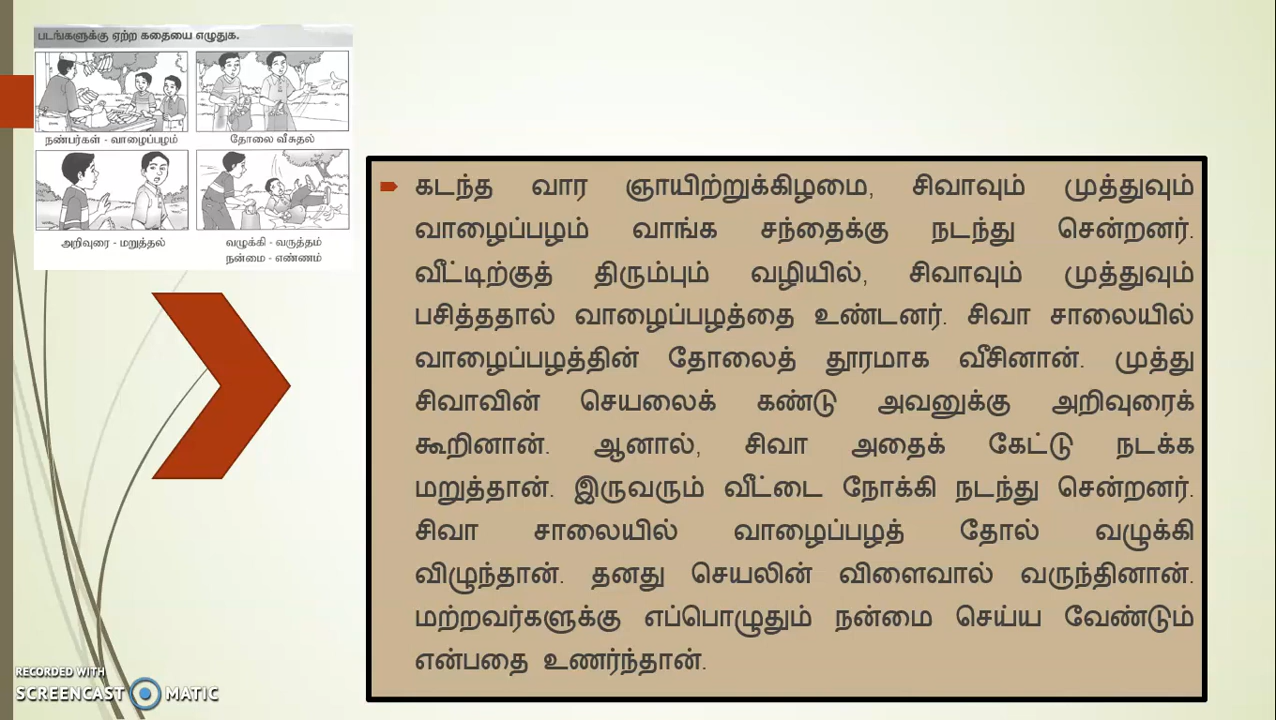 படங்களுக்கு ஏற்ற கதையை எழுதுக.
நண்பர்கள் - வாழைப்பழம்
தோலை வீசுதல்
அறிவுரை - மறுத்தல்
வழுக்கி - வருத்தம்
நன்மை - எண்ணம்
கடந்த வார ஞாயிற்றுக்கிழமை, சிவாவும் முத்துவும்
வாழைப்பழம் வாங்க சந்தைக்கு நடந்து சென்றனர்.
வீட்டிற்குத் திரும்பும் வழியில், சிவாவும் முத்துவும்
பசித்ததால் வாழைப்பழத்தை உண்டனர். சிவா சாலையில்
வாழைப்பழத்தின் தோலைத் தூரமாக வீசினான். முத்து
சிவாவின் செயலைக் கண்டு அவனுக்கு அறிவுரைக்
கூறினான். ஆனால், சிவா அதைக் கேட்டு நடக்க
மறுத்தான். இருவரும் வீட்டை நோக்கி நடந்து சென்றனர்.
சிவா சாலையில் வாழைப்பழத் தோல் வழுக்கி
விழுந்தான். தனது செயலின் விளைவால் வருந்தினான்.
மற்றவர்களுக்கு எப்பொழுதும் நன்மை செய்ய வேண்டும்
என்பதை உணர்ந்தான்.
RECORDED WITH
SCREENCAST MATIC